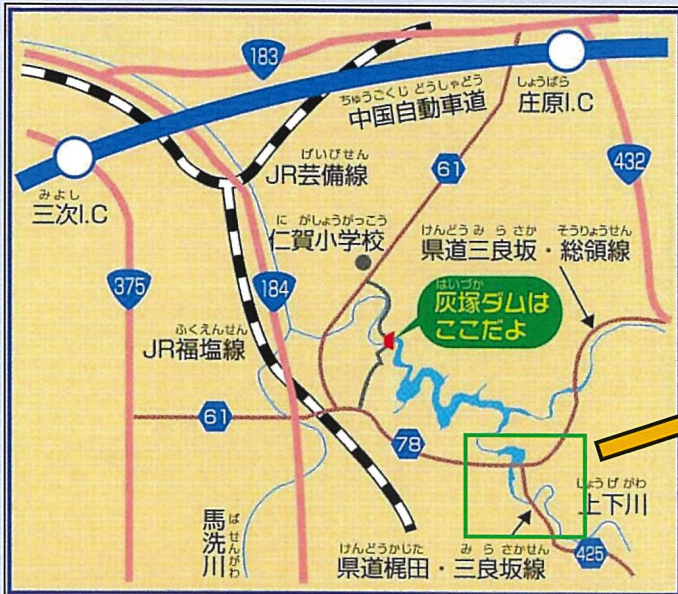 183
ちゅうごくじどうしゃどう
中国自動車道
しょうばら
庄原I.C
みよし
三次I.C
げいびせん
JR芸備線
61
432
にがしょうがっこう
仁賀小学校
けんどうみらさか・そうりょうせん
県道三良坂・総領線
375
184
はいづか
灰塚ダムは
ここだよ
ふくえんせん
JR福塩線
61
78
しょうげがわ
上下川
ばせんがわ
馬洗川
けんどうかじた みらさかせん
県道梶田・三良坂線
425